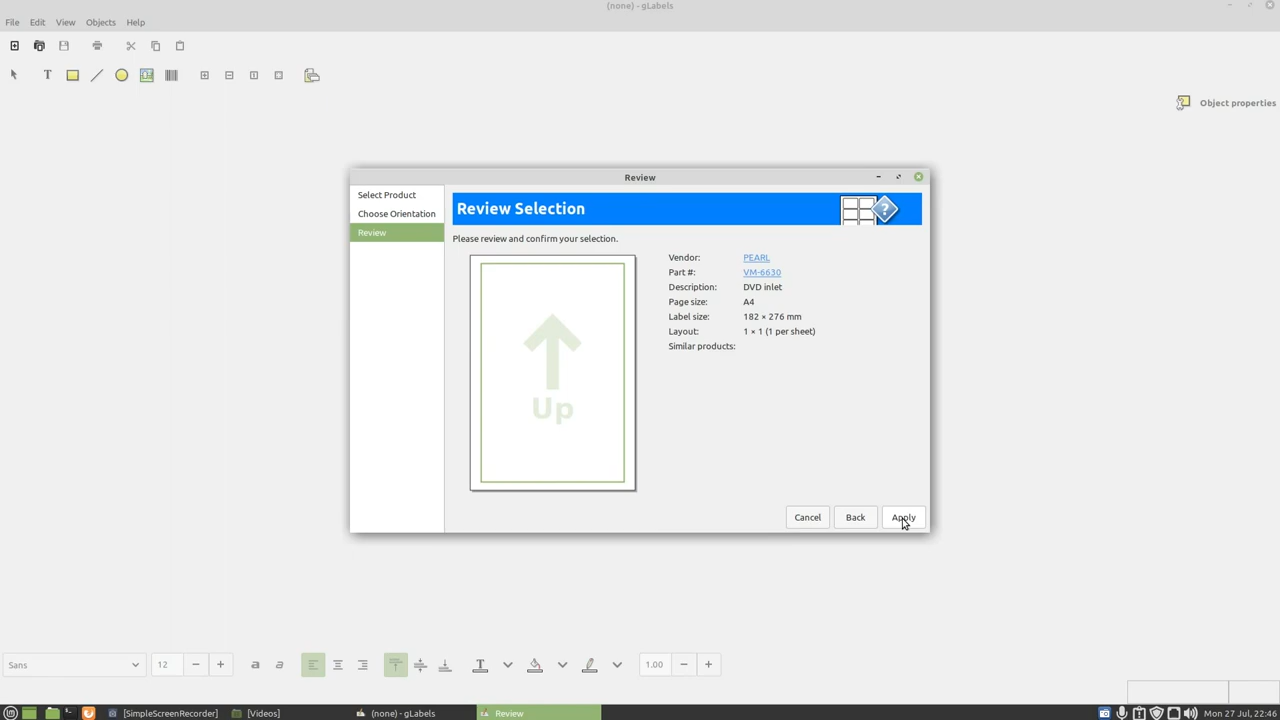 (none) - gLabels
File Edit View Objects Help
T
Object properties
Review
Select Product
Choose Orientation
Review
Review Selection
?
Please review and confirm your selection.
Up
Vendor: PEARL
Part #: VM-6630
Description: DVD inlet
Page size: A4
Label size: 182 × 276 mm
Layout: 1 × 1 (1 per sheet)
Similar products:
Cancel Back Apply
Sans 12 a a T 1.00
[SimpleScreenRecorder] [Videos] (none) - gLabels Review Mon 27 Jul, 22:46